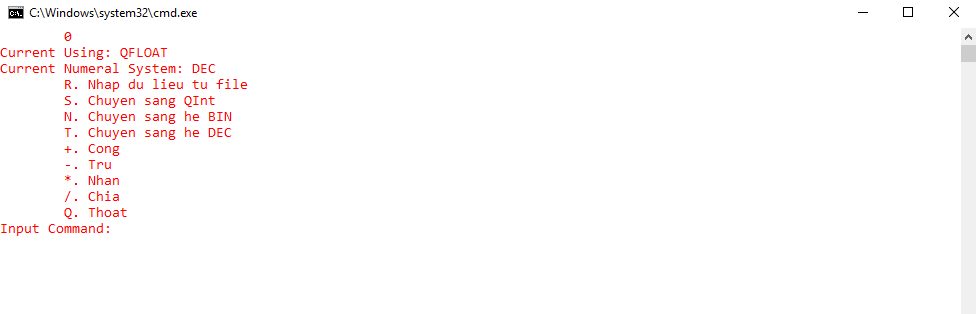 C:\Windows\system32\cmd.exe
0
Current Using: QFLOAT
Current Numeral System: DEC
R. Nhap du lieu tu file
S. Chuyen sang QInt
N. Chuyen sang he BIN
T. Chuyen sang he DEC
+. Cong
-. Tru
*. Nhan
/. Chia
Q. Thoat
Input Command: